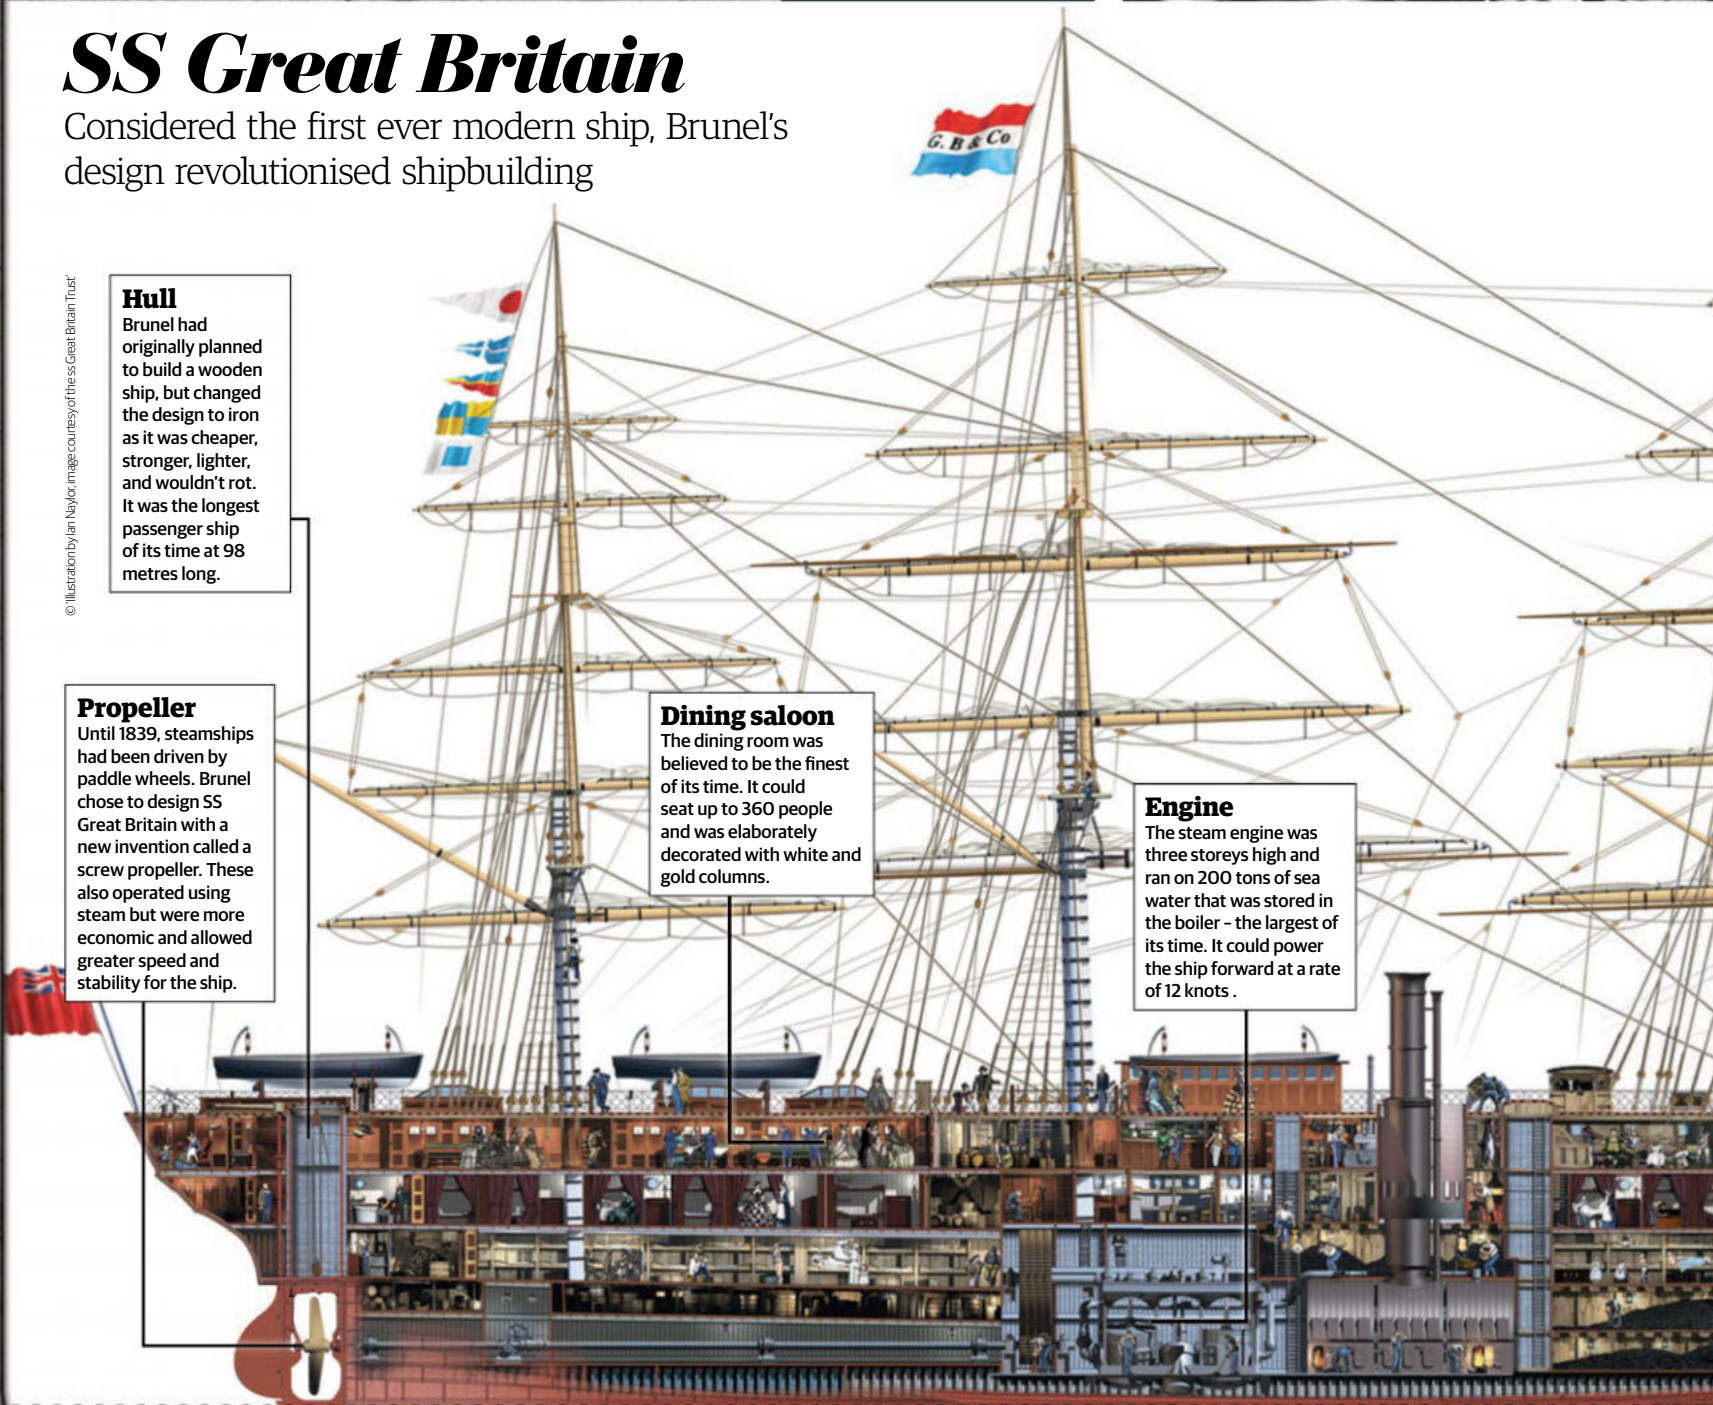 SS Great Britain
Considered the first ever modern ship, Brunel's
design revolutionised shipbuilding
G. B & Co
© 'Illustration by Ian Naylor, image courtesy of the ss Great Britain Trust'
Hull
Brunel had
originally planned
to build a wooden
ship, but changed
the design to iron
as it was cheaper,
stronger, lighter,
and wouldn't rot.
It was the longest
passenger ship
of its time at 98
metres long.
Propeller
Until 1839, steamships
had been driven by
paddle wheels. Brunel
chose to design SS
Great Britain with a
new invention called a
screw propeller. These
also operated using
steam but were more
economic and allowed
greater speed and
stability for the ship.
Dining saloon
The dining room was
believed to be the finest
of its time. It could
seat up to 360 people
and was elaborately
decorated with white and
gold columns.
Engine
The steam engine was
three storeys high and
ran on 200 tons of sea
water that was stored in
the boiler – the largest of
its time. It could power
the ship forward at a rate
of 12 knots .